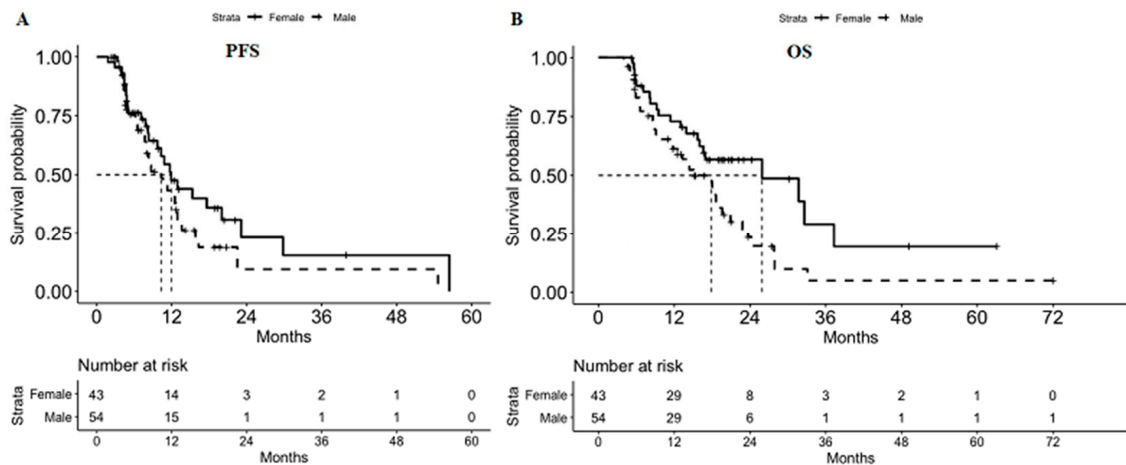 A
Strata Female Male
PFS
Survival probability
1.00
0.75
0.50
0.25
0.00
0 12 24 36 48 60
Months
Number at risk
Strata
Female 43 14 3 2 1 0
Male 54 15 1 1 1 0
0 12 24 36 48 60
Months
B
Strata Female Male
OS
Survival probability
1.00
0.75
0.50
0.25
0.00
0 12 24 36 48 60 72
Months
Number at risk
Strata
Female 43 29 8 3 2 1 0
Male 54 29 6 1 1 1 1
0 12 24 36 48 60 72
Months